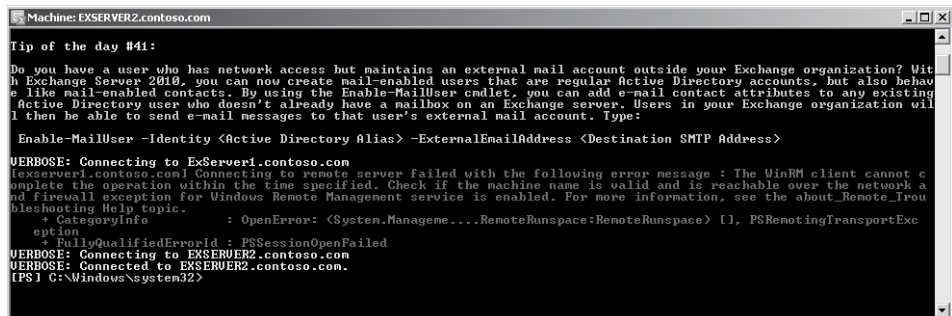 Machine: EXSERVER2.contoso.com
Tip of the day #41:
Do you have a user who has network access but maintains an external mail account outside your Exchange organization? Wit
h Exchange Server 2010, you can now create mail-enabled users that are regular Active Directory accounts, but also behav
e like mail-enabled contacts. By using the Enable-MailUser cmdlet, you can add e-mail contact attributes to any existing
 Active Directory user who doesn't already have a mailbox on an Exchange server. Users in your Exchange organization wil
l then be able to send e-mail messages to that user's external mail account. Type:
 Enable-MailUser -Identity <Active Directory Alias> -ExternalEmailAddress <Destination SMTP Address>
VERBOSE: Connecting to ExServer1.contoso.com
[exserver1.contoso.com] Connecting to remote server failed with the following error message : The WinRM client cannot c
omplete the operation within the time specified. Check if the machine name is valid and is reachable over the network a
nd firewall exception for Windows Remote Management service is enabled. For more information, see the about_Remote_Trou
bleshooting Help topic.
    + CategoryInfo          : OpenError: (System.Manageme....RemoteRunspace:RemoteRunspace) [], PSRemotingTransportExc
   eption
    + FullyQualifiedErrorId : PSSessionOpenFailed
VERBOSE: Connecting to EXSERVER2.contoso.com
VERBOSE: Connected to EXSERVER2.contoso.com.
[PS] C:\Windows\system32>